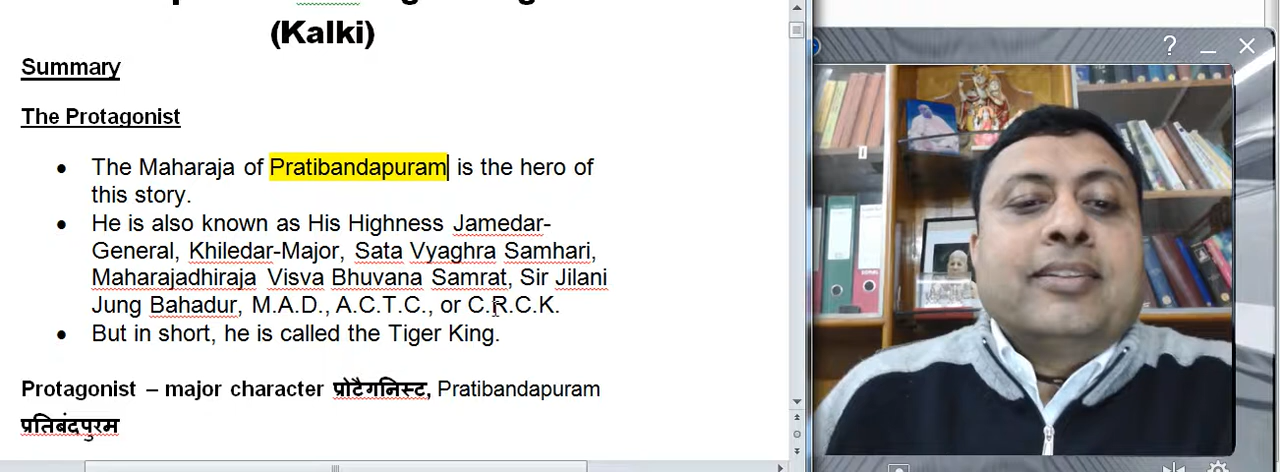 (Kalki)
Summary
The Protagonist
• The Maharaja of Pratibandapuram is the hero of
this story.
• He is also known as His Highness Jamedar-
General, Khiledar-Major, Sata Vyaghra Samhari,
Maharajadhiraja Visva Bhuvana Samrat, Sir Jilani
Jung Bahadur, M.A.D., A.C.T.C., or C.R.C.K.
• But in short, he is called the Tiger King.
Protagonist – major character प्रोटैगनिस्ट, Pratibandapuram
प्रतिबंदपुरम